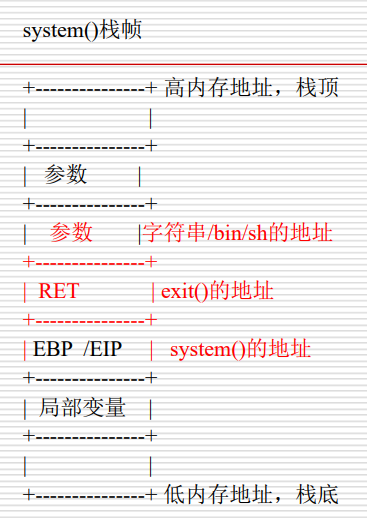 system()栈帧
+---------------+ 高内存地址，栈顶
| |
+---------------+
| 参数 |
+---------------+
| 参数 |字符串/bin/sh的地址
+---------------+
| RET | exit()的地址
+---------------+
| EBP /EIP | system()的地址
+---------------+
| 局部变量 |
+---------------+
| |
+---------------+ 低内存地址，栈底